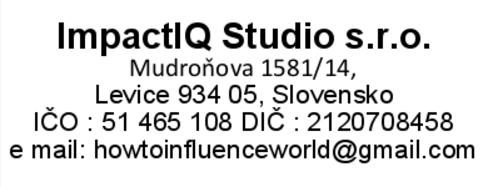 ImpactIQ Studio s.r.o.
Mudroňova 1581/14,
Levice 934 05, Slovensko
IČO : 51 465 108 DIČ : 2120708458
e mail: howtoinfluenceworld@gmail.com